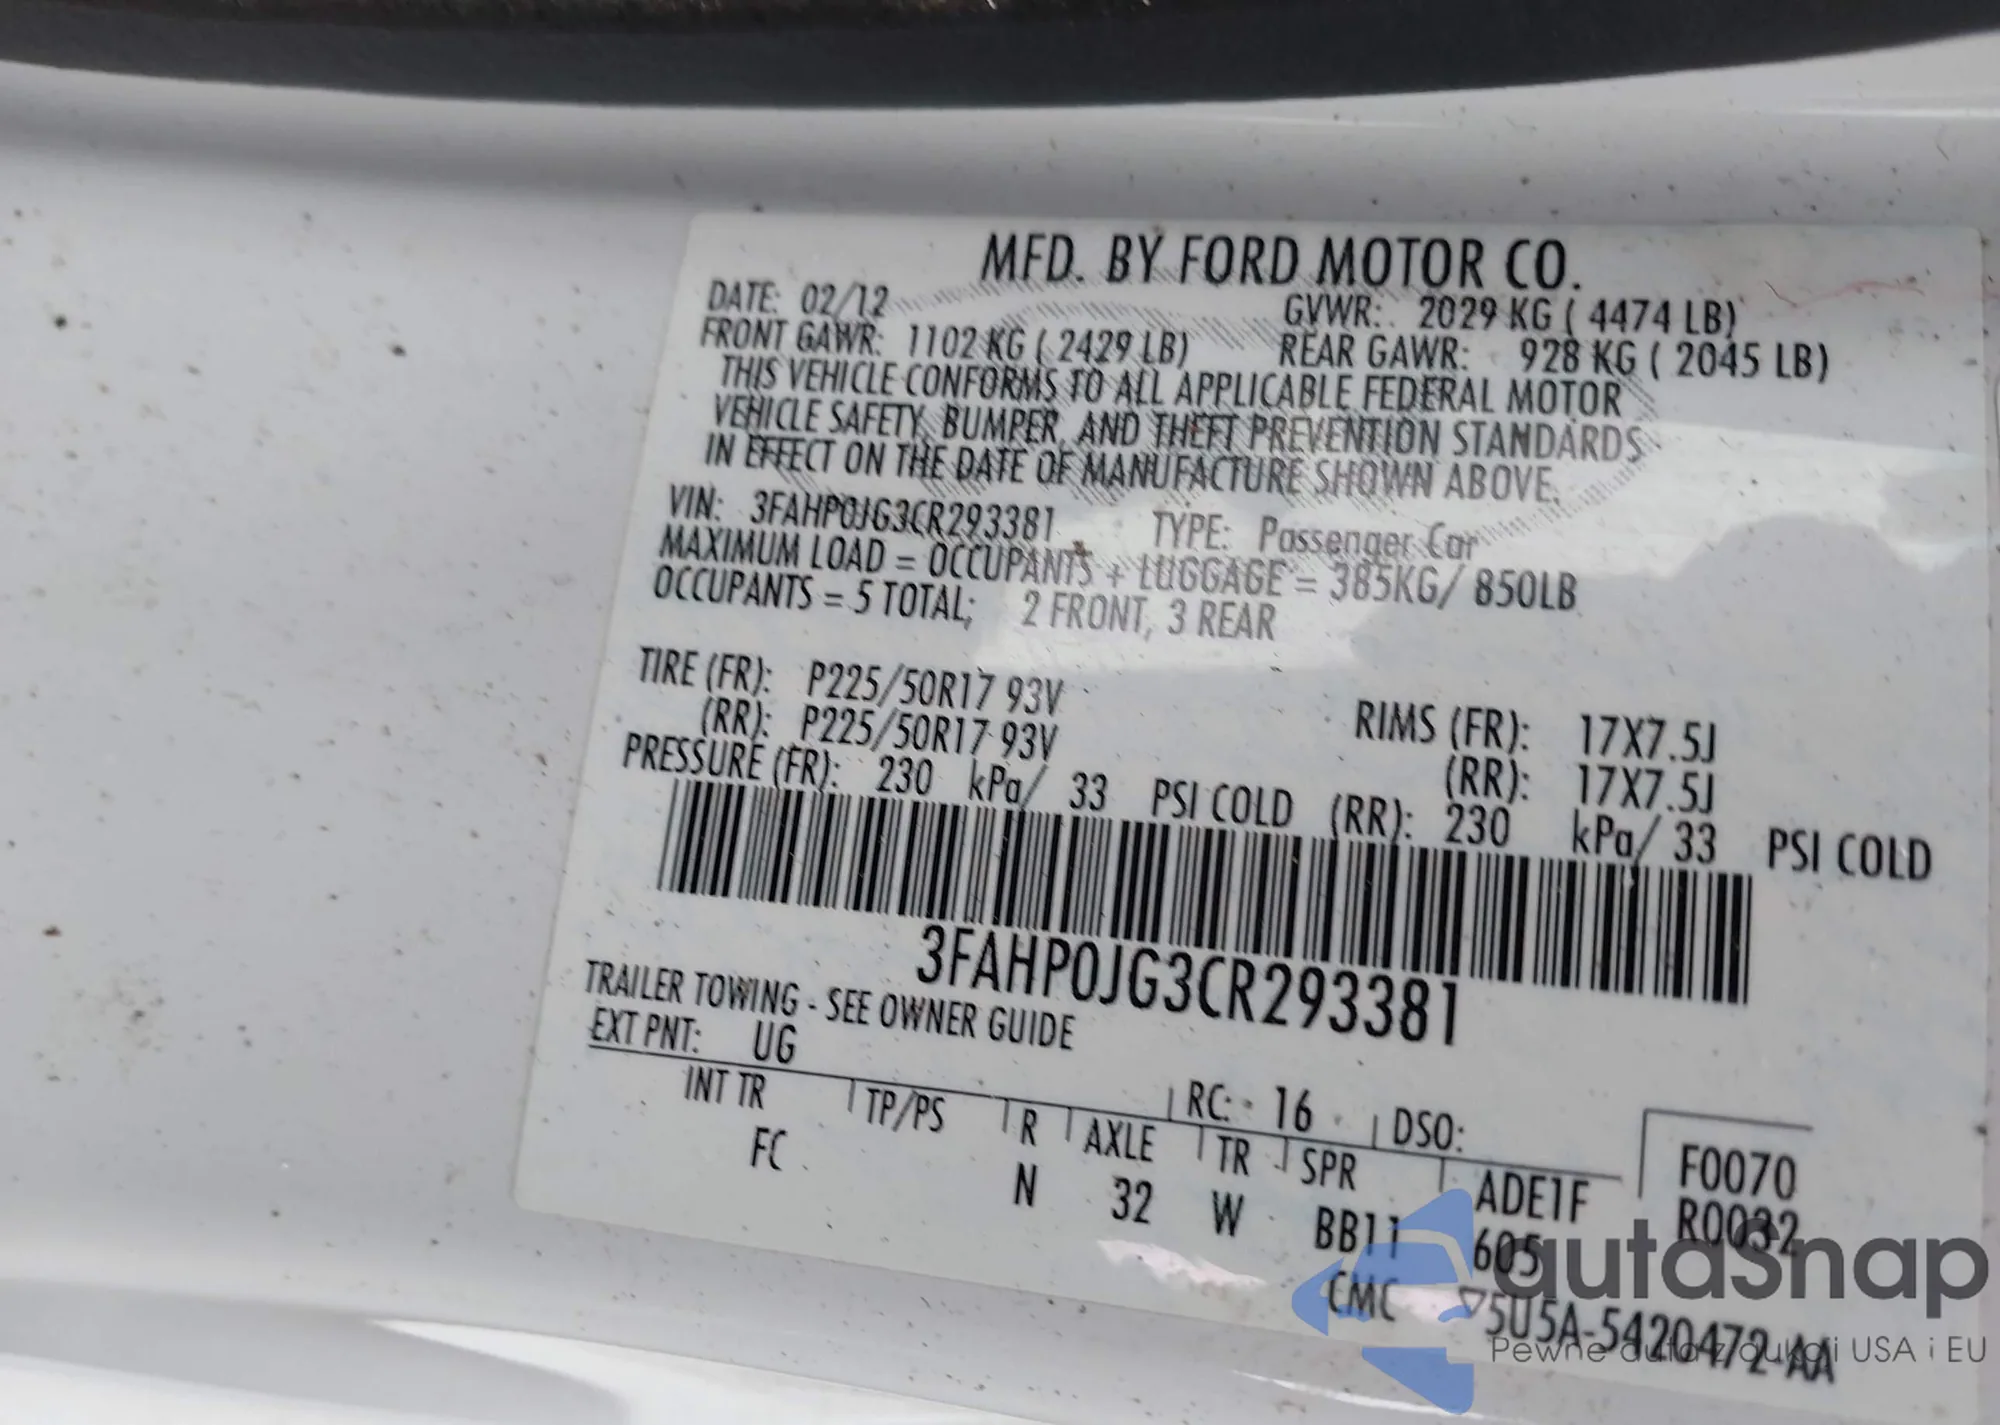 MFD. BY FORD MOTOR CO.
DATE: 02/12 GVWR: 2029 KG ( 4474 LB)
FRONT GAWR: 1102 KG ( 2429 LB) REAR GAWR: 928 KG ( 2045 LB)
THIS VEHICLE CONFORMS TO ALL APPLICABLE FEDERAL MOTOR
VEHICLE SAFETY, BUMPER, AND THEFT PREVENTION STANDARDS
IN EFFECT ON THE DATE OF MANUFACTURE SHOWN ABOVE.
VIN: 3FAHP0JG3CR293381 TYPE: Passenger Car
MAXIMUM LOAD = OCCUPANTS + LUGGAGE = 385KG/ 850LB
OCCUPANTS = 5 TOTAL; 2 FRONT, 3 REAR
TIRE (FR): P225/50R17 93V RIMS (FR): 17X7.5J
(RR): P225/50R17 93V (RR): 17X7.5J
PRESSURE (FR): 230 kPa/ 33 PSI COLD (RR): 230 kPa/ 33 PSI COLD
3FAHP0JG3CR293381
TRAILER TOWING - SEE OWNER GUIDE
EXT PNT: UG RC: 16 DSO: F0070
INT TR TP/PS R AXLE TR SPR ADE1F R0032
FC N 32 W BB11 605
CMC ▽5U5A-5420472-AA
autaSnap
Pewne auta z aukcji USA i EU